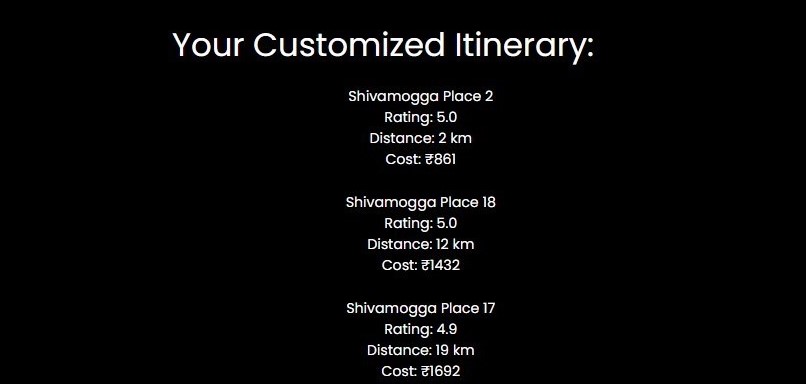 Your Customized Itinerary:
Shivamogga Place 2
Rating: 5.0
Distance: 2 km
Cost: ₹861
Shivamogga Place 18
Rating: 5.0
Distance: 12 km
Cost: ₹1432
Shivamogga Place 17
Rating: 4.9
Distance: 19 km
Cost: ₹1692